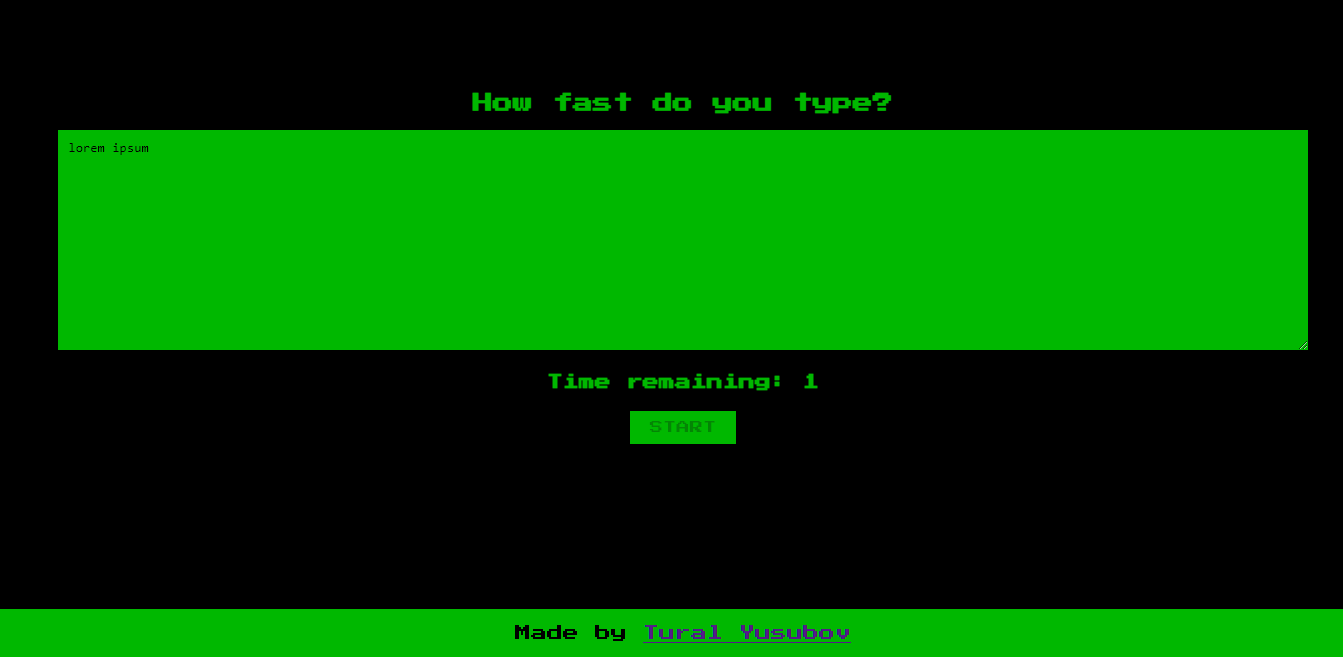 How fast do you type?
lorem ipsum
Time remaining: 1
START
Made by Tural Yusubov